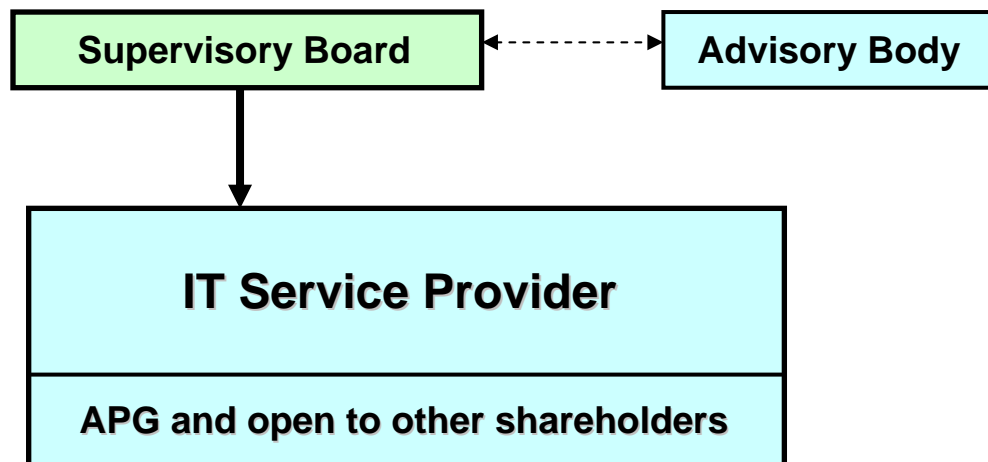 Supervisory Board
Advisory Body
IT Service Provider
APG and open to other shareholders